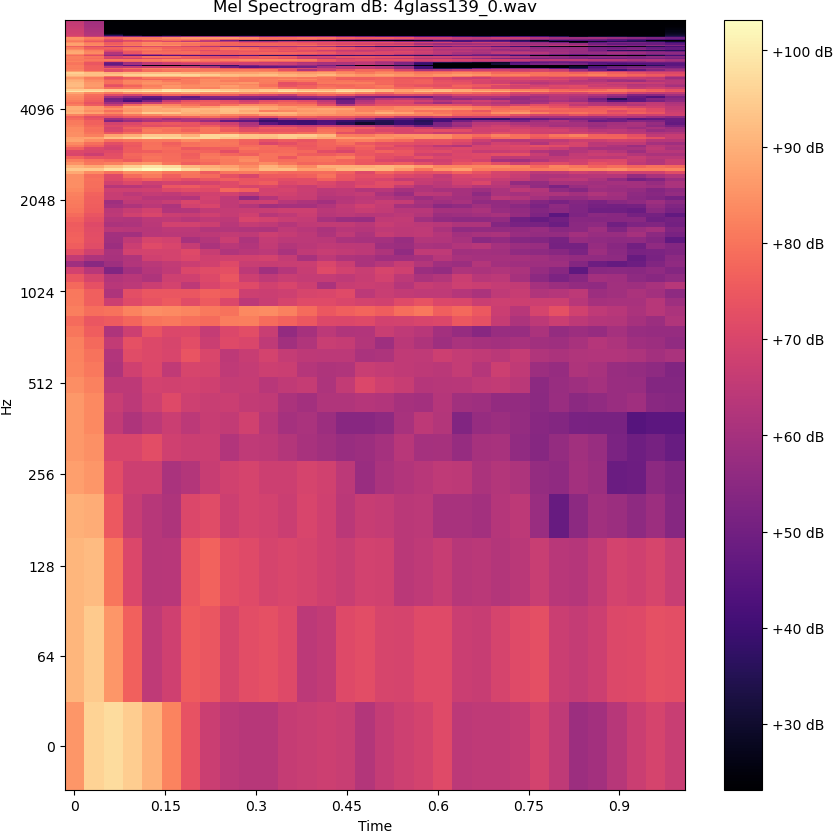 Mel Spectrogram dB: 4glass139_0.wav
+100 dB
+90 dB
+80 dB
+70 dB
+60 dB
+50 dB
+40 dB
+30 dB
4096
2048
1024
512
256
128
64
0
Hz
0 0.15 0.3 0.45 0.6 0.75 0.9
Time